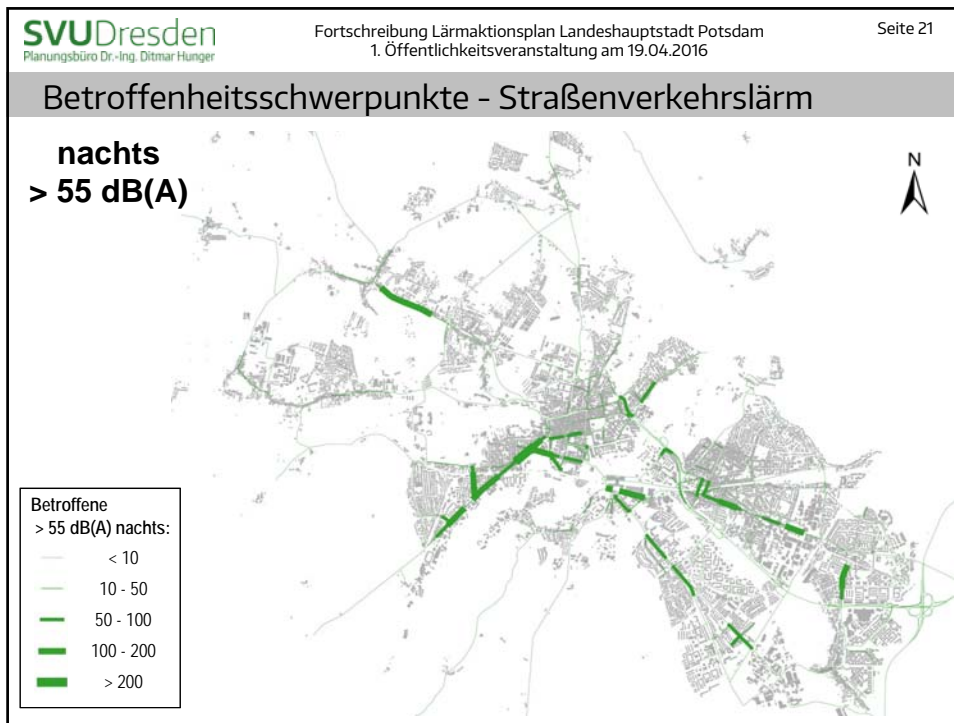 SVUDresden
Planungsbüro Dr.-Ing. Ditmar Hunger
Fortschreibung Lärmaktionsplan Landeshauptstadt Potsdam
1. Öffentlichkeitsveranstaltung am 19.04.2016
Seite 21
Betroffenheitsschwerpunkte - Straßenverkehrslärm
nachts
> 55 dB(A)
N
Betroffene
> 55 dB(A) nachts:
< 10
10 - 50
50 - 100
100 - 200
> 200